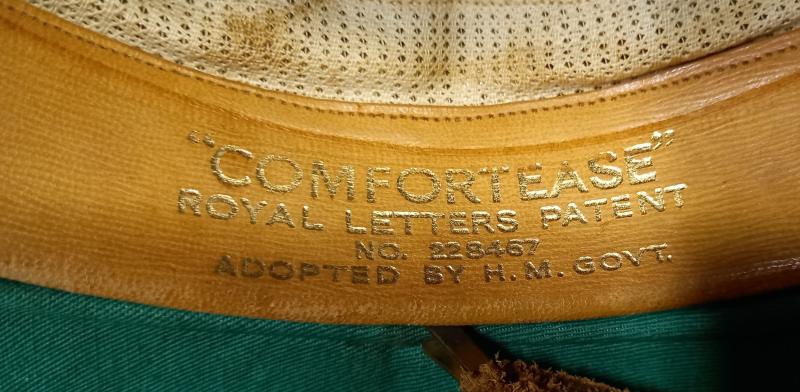 "COMFORTEASE"
ROYAL LETTERS PATENT
NO. 228467
ADOPTED BY H.M. GOVT.